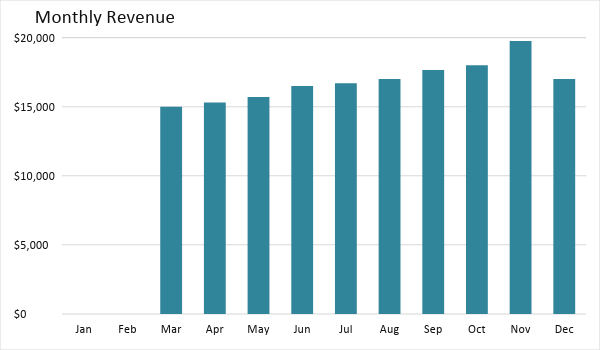 Monthly Revenue
$20,000
$15,000
$10,000
$5,000
$0
Jan Feb Mar Apr May Jun Jul Aug Sep Oct Nov Dec